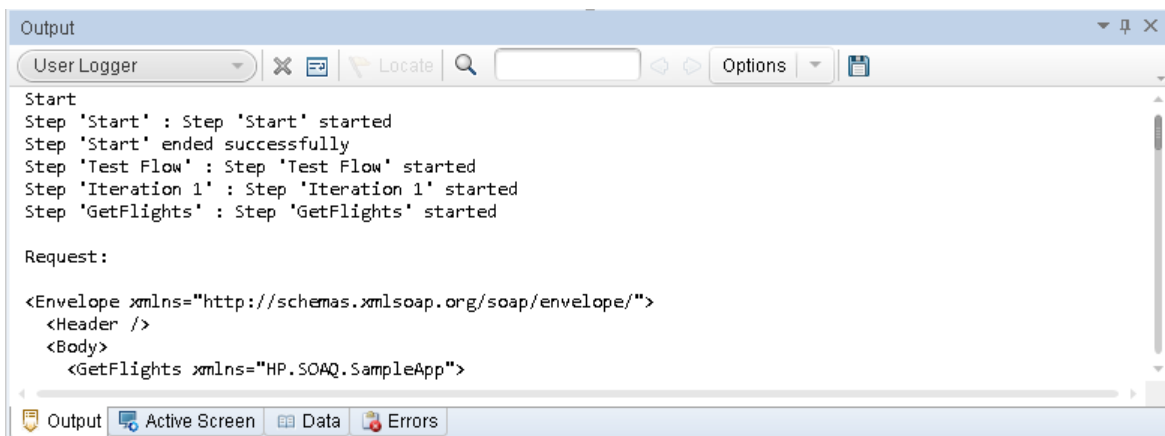 Output
User Logger Locate Options
Start
Step 'Start' : Step 'Start' started
Step 'Start' ended successfully
Step 'Test Flow' : Step 'Test Flow' started
Step 'Iteration 1' : Step 'Iteration 1' started
Step 'GetFlights' : Step 'GetFlights' started
Request:
<Envelope xmlns="http://schemas.xmlsoap.org/soap/envelope/">
<Header />
<Body>
<GetFlights xmlns="HP.SOAQ.SampleApp">
Output Active Screen Data Errors